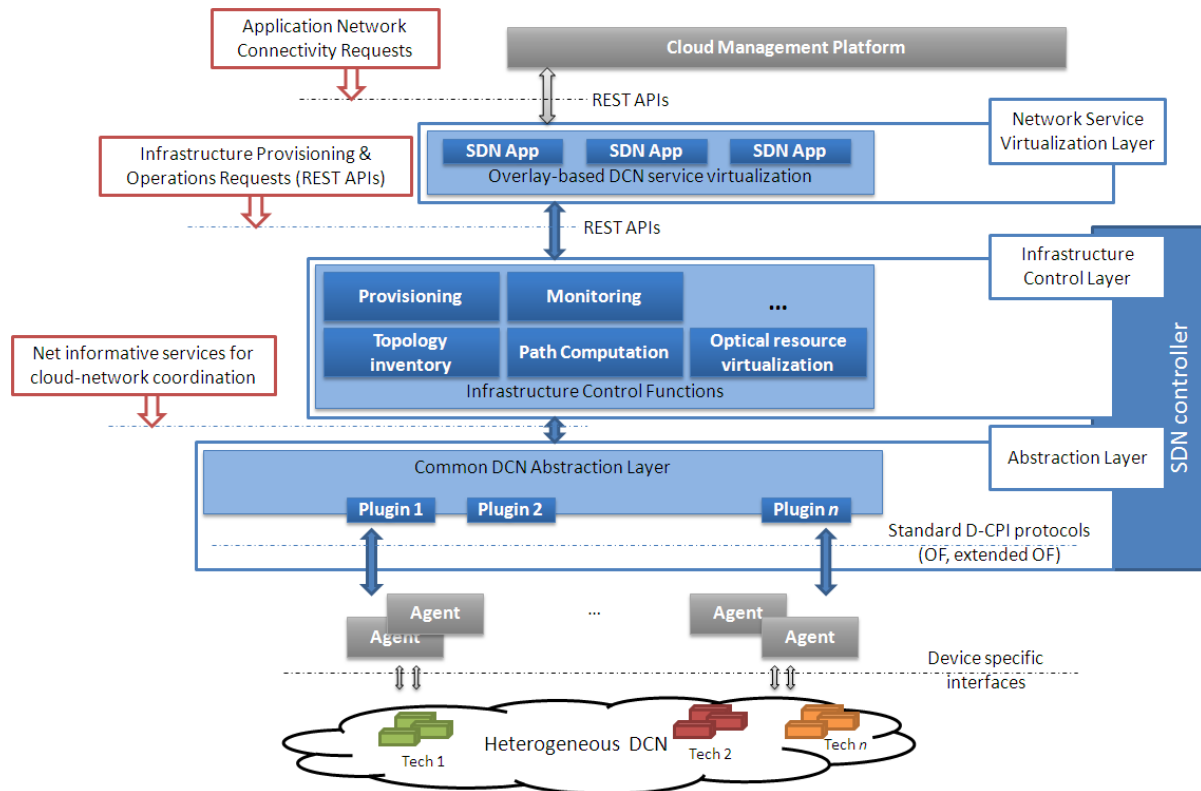 Application Network
Connectivity Requests
Cloud Management Platform
REST APIs
Network Service
Virtualization Layer
Infrastructure Provisioning &
Operations Requests (REST APIs)
SDN App
SDN App
SDN App
Overlay-based DCN service virtualization
REST APIs
Infrastructure
Control Layer
Provisioning
Monitoring
...
Topology
inventory
Path Computation
Optical resource
virtualization
Infrastructure Control Functions
Net informative services for
cloud-network coordination
SDN controller
Abstraction Layer
Common DCN Abstraction Layer
Plugin 1
Plugin 2
Plugin n
Standard D-CPI protocols
(OF, extended OF)
Agent
Agent
...
Agent
Agent
Device specific
interfaces
Heterogeneous DCN
Tech 1
Tech 2
Tech n